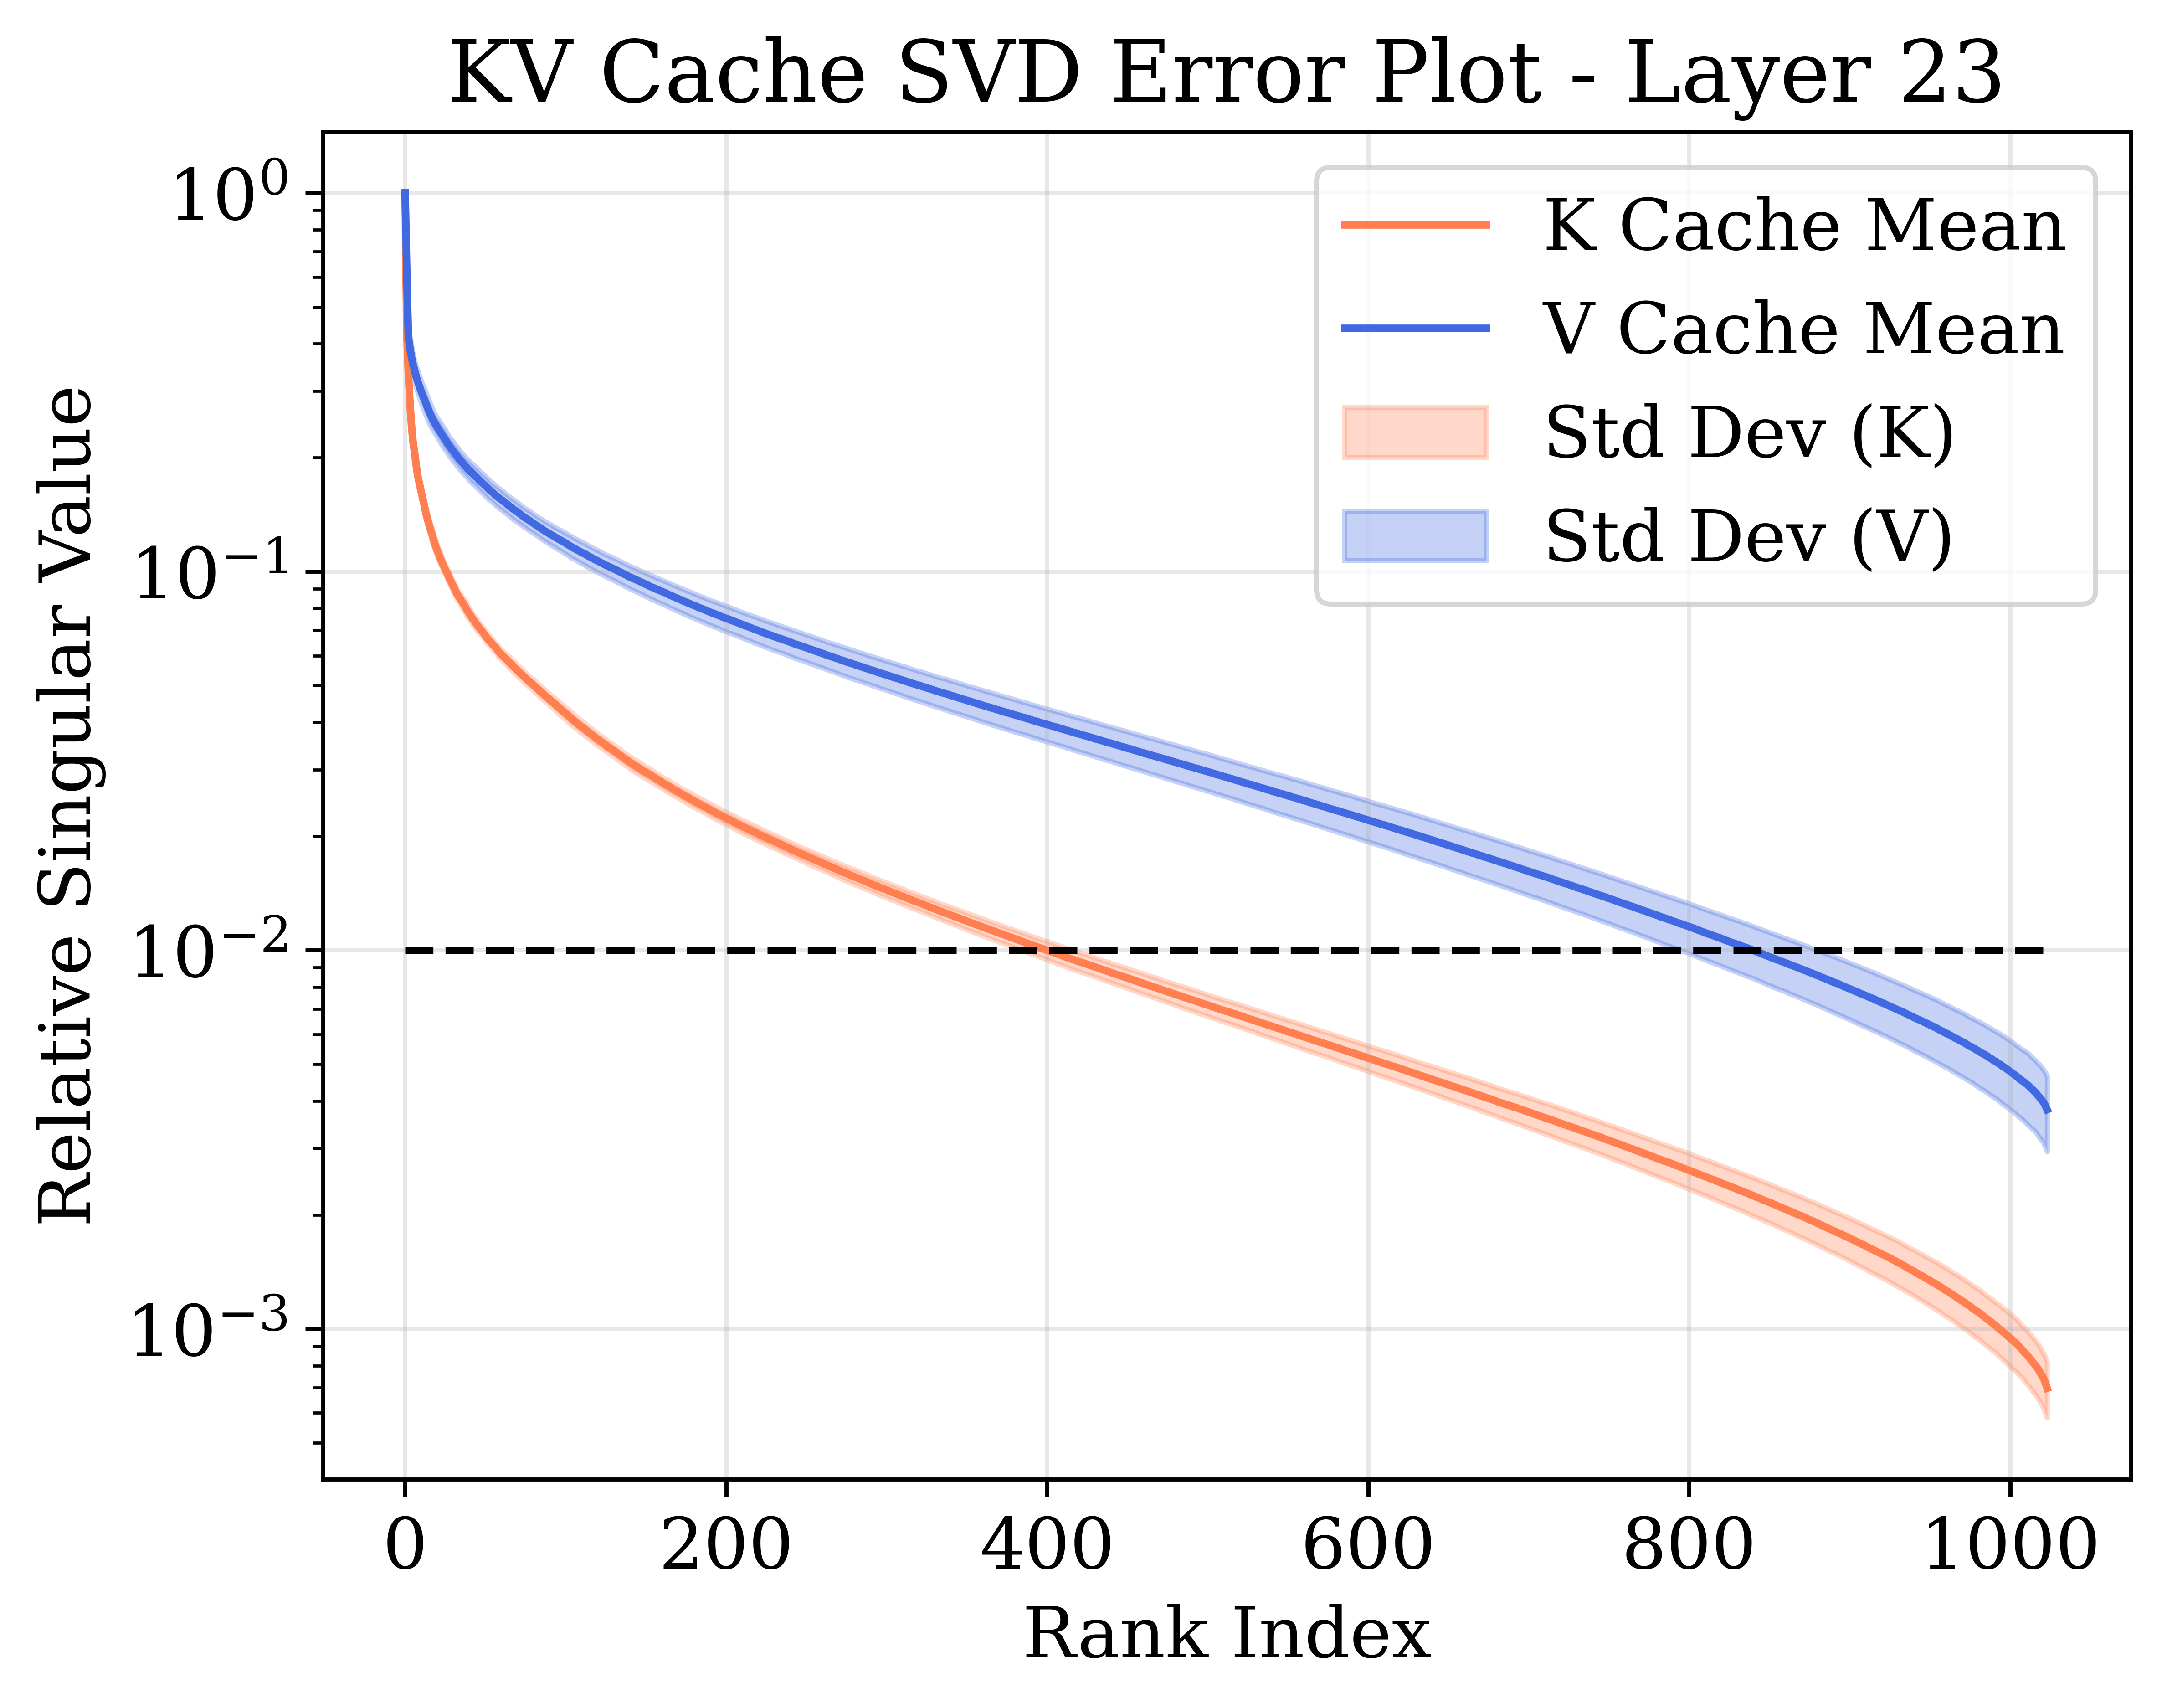 KV Cache SVD Error Plot - Layer 23
Relative Singular Value
10⁰
10⁻¹
10⁻²
10⁻³
K Cache Mean
V Cache Mean
Std Dev (K)
Std Dev (V)
0 200 400 600 800 1000
Rank Index